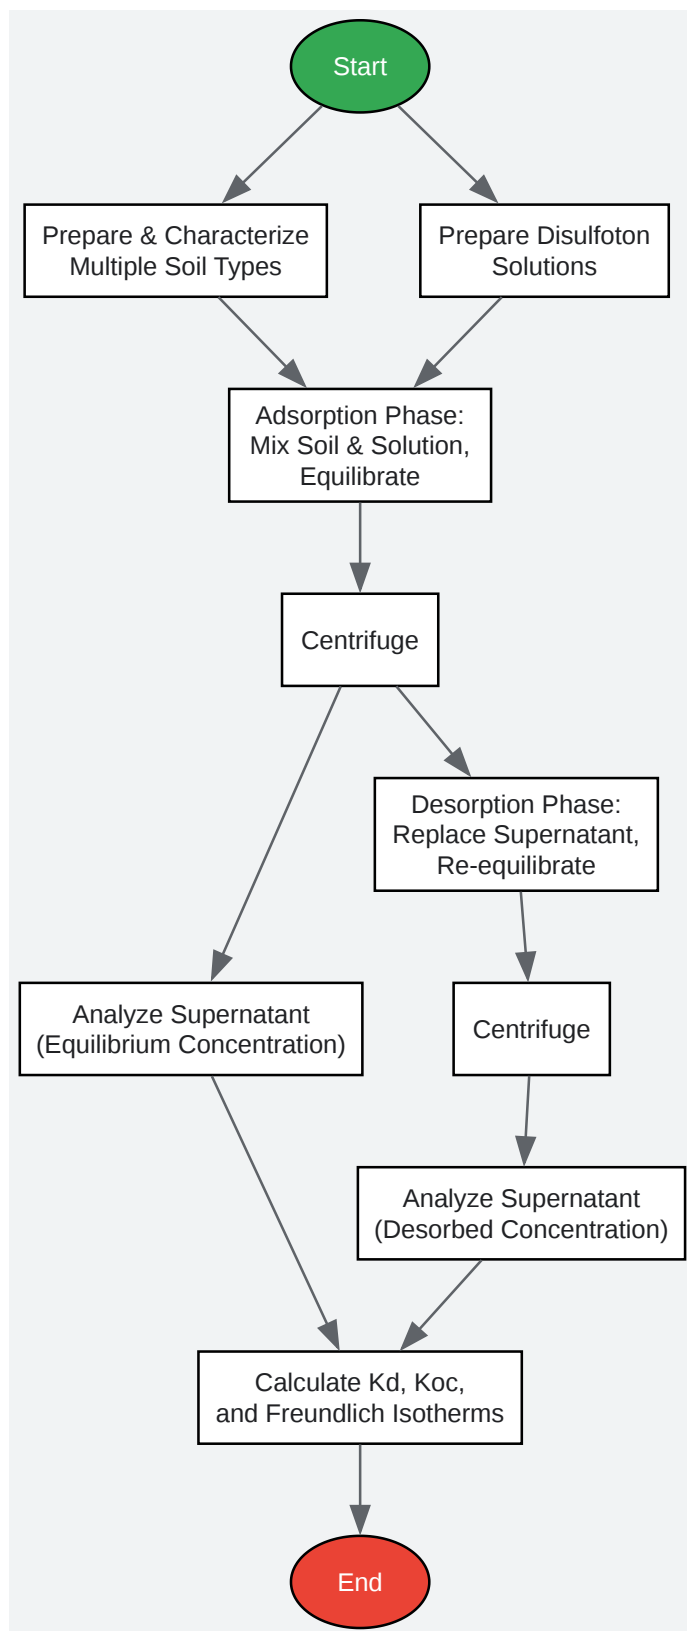 Start
Prepare & Characterize
Multiple Soil Types
Prepare Disulfoton
Solutions
Adsorption Phase:
Mix Soil & Solution,
Equilibrate
Centrifuge
Desorption Phase:
Replace Supernatant,
Re-equilibrate
Analyze Supernatant
(Equilibrium Concentration)
Centrifuge
Analyze Supernatant
(Desorbed Concentration)
Calculate Kd, Koc,
and Freundlich Isotherms
End